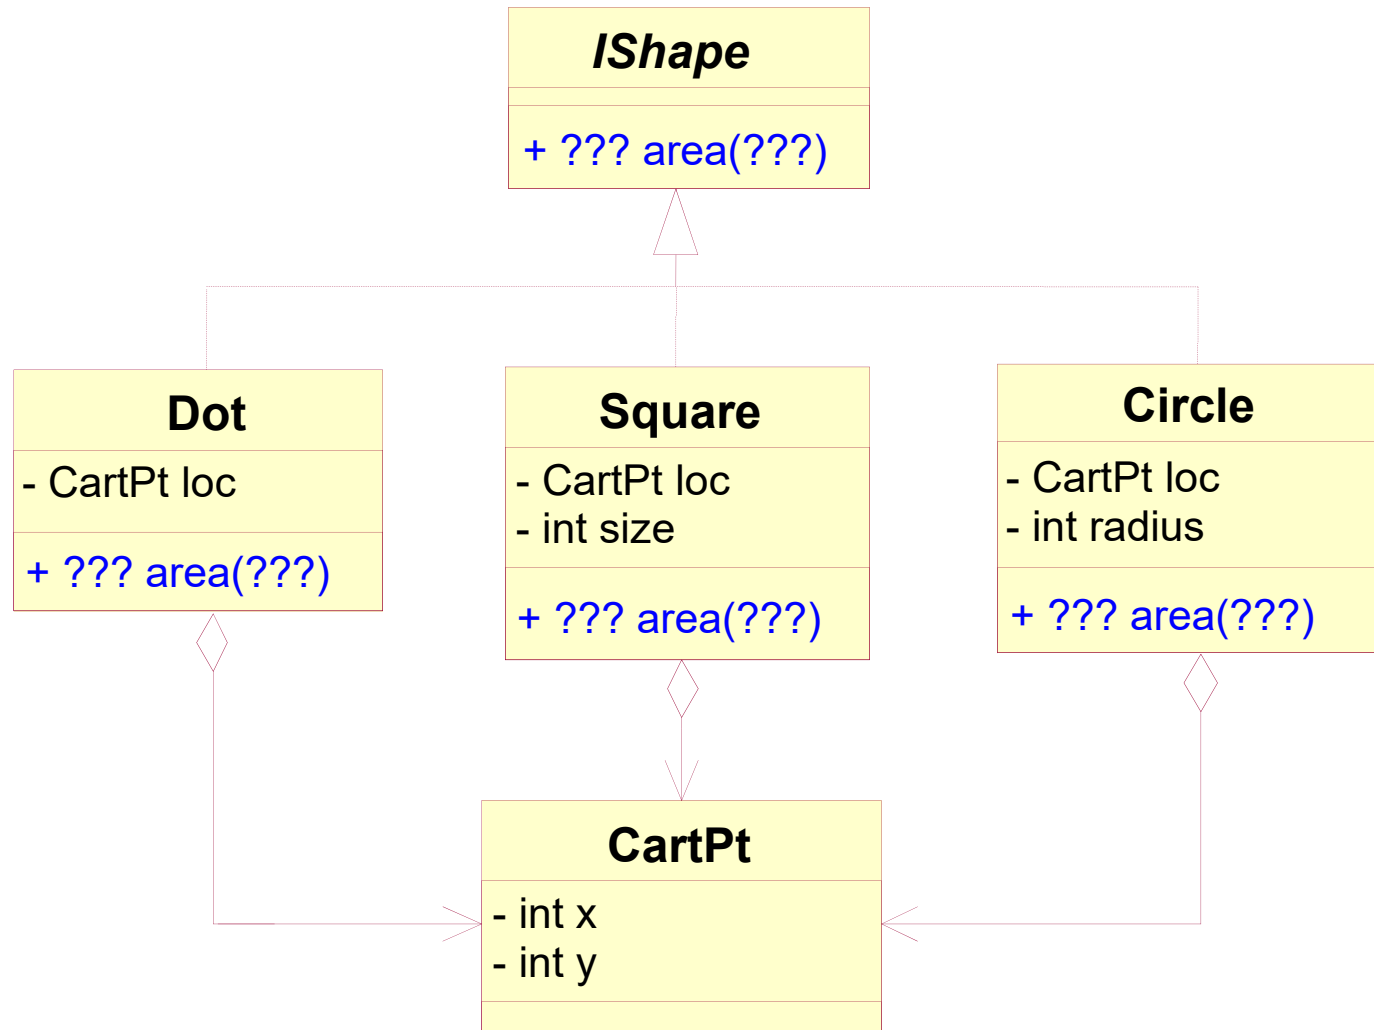 IShape
+ ??? area(???)
Dot
- CartPt loc
+ ??? area(???)
Square
- CartPt loc
- int size
+ ??? area(???)
Circle
- CartPt loc
- int radius
+ ??? area(???)
CartPt
- int x
- int y